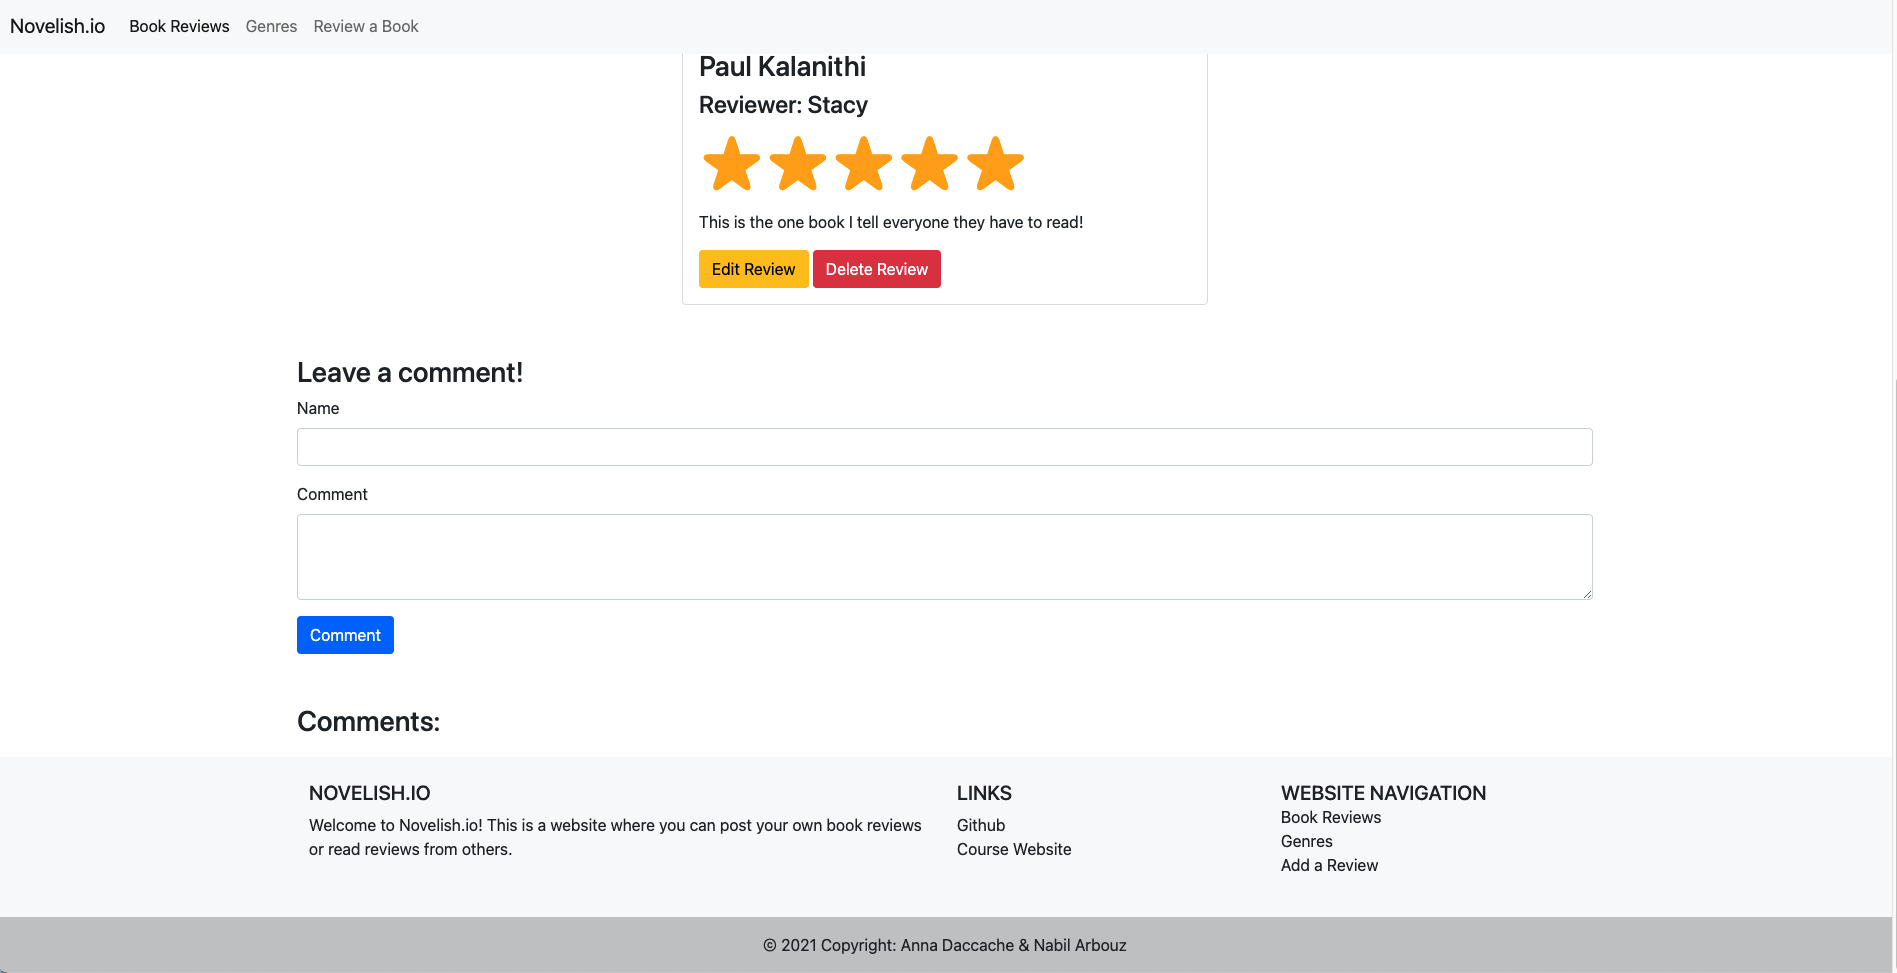 Novelish.io Book Reviews Genres Review a Book
Paul Kalanithi
Reviewer: Stacy
This is the one book I tell everyone they have to read!
Edit Review Delete Review
Leave a comment!
Name
Comment
Comment
Comments:
NOVELISH.IO
Welcome to Novelish.io! This is a website where you can post your own book reviews
or read reviews from others.
LINKS
Github
Course Website
WEBSITE NAVIGATION
Book Reviews
Genres
Add a Review
© 2021 Copyright: Anna Daccache & Nabil Arbouz